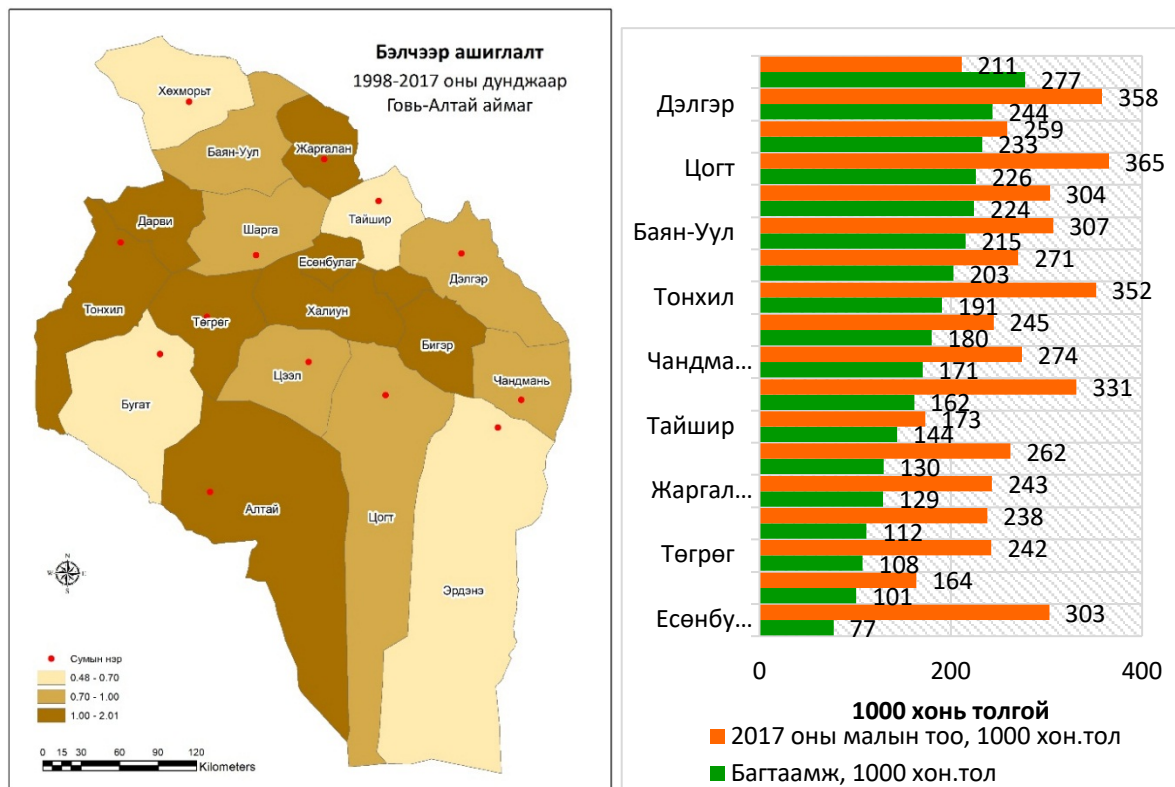 Бэлчээр ашиглалт
1998-2017 оны дунджаар
Говь-Алтай аймаг
Хөхморьт
Баян-Уул
Жаргалан
Тайшир
Дарви
Шарга
Есөнбулаг
Дэлгэр
Тонхил
Төгрөг
Халиун
Бигэр
Цээл
Чандмань
Бугат
Алтай
Цогт
Эрдэнэ
N
W E
S
Сумын нэр
0.48 - 0.70
0.70 - 1.00
1.00 - 2.01
0 15 30 60 90 120
Kilometers
211
277
Дэлгэр 358
244
259
233
Цогт 365
226
304
224
Баян-Уул 307
215
271
203
Тонхил 352
191
245
180
Чандма... 274
171
331
162
Тайшир 173
144
262
130
Жаргал... 243
129
238
112
Төгрөг 242
108
164
101
Есөнбу... 303
77
0 200 400
1000 хонь толгой
2017 оны малын тоо, 1000 хон.тол
Багтаамж, 1000 хон.тол